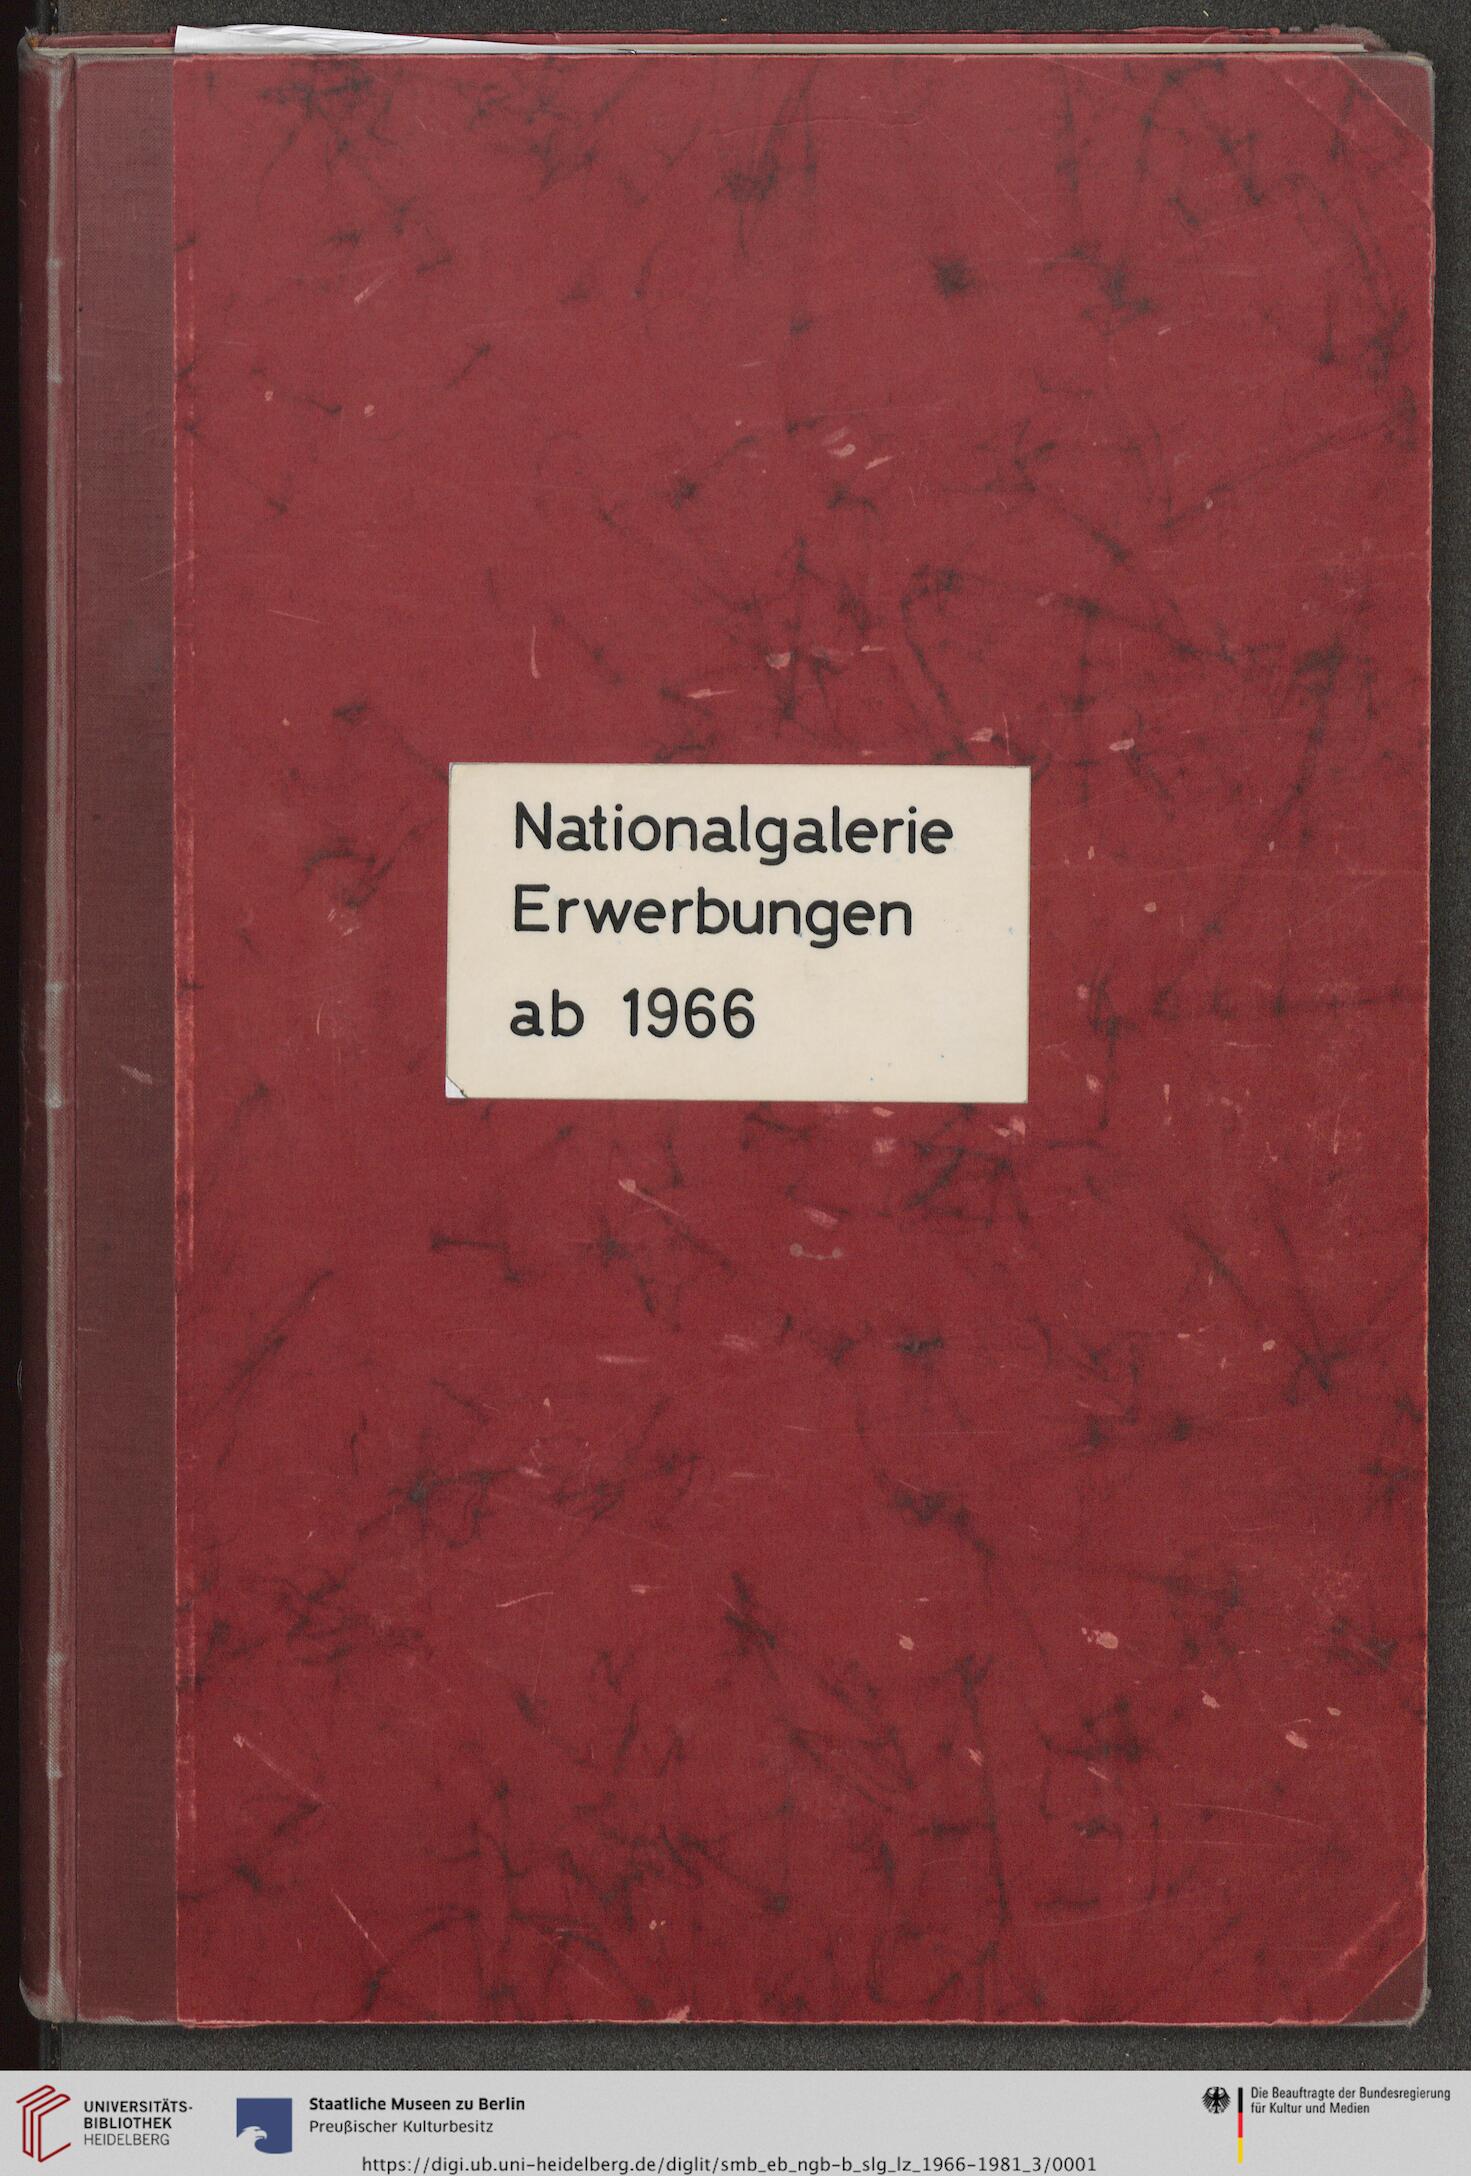 Nationalgalerie
Erwerbungen
ab 1966
UNIVERSITÄTS-
BIBLIOTHEK
HEIDELBERG
Staatliche Museen zu Berlin
Preußischer Kulturbesitz
Die Beauftragte der Bundesregierung
für Kultur und Medien
https://digi.ub.uni-heidelberg.de/diglit/smb_eb_ngb-b_slg_lz_1966-1981_3/0001